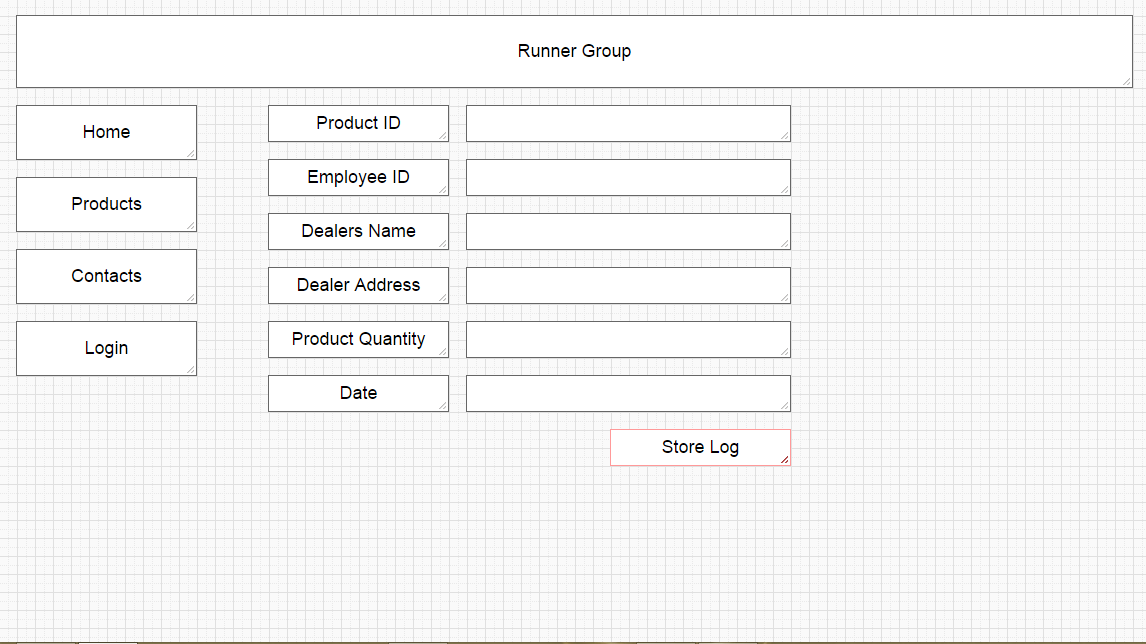 Runner Group
Home
Products
Contacts
Login
Product ID
Employee ID
Dealers Name
Dealer Address
Product Quantity
Date
Store Log